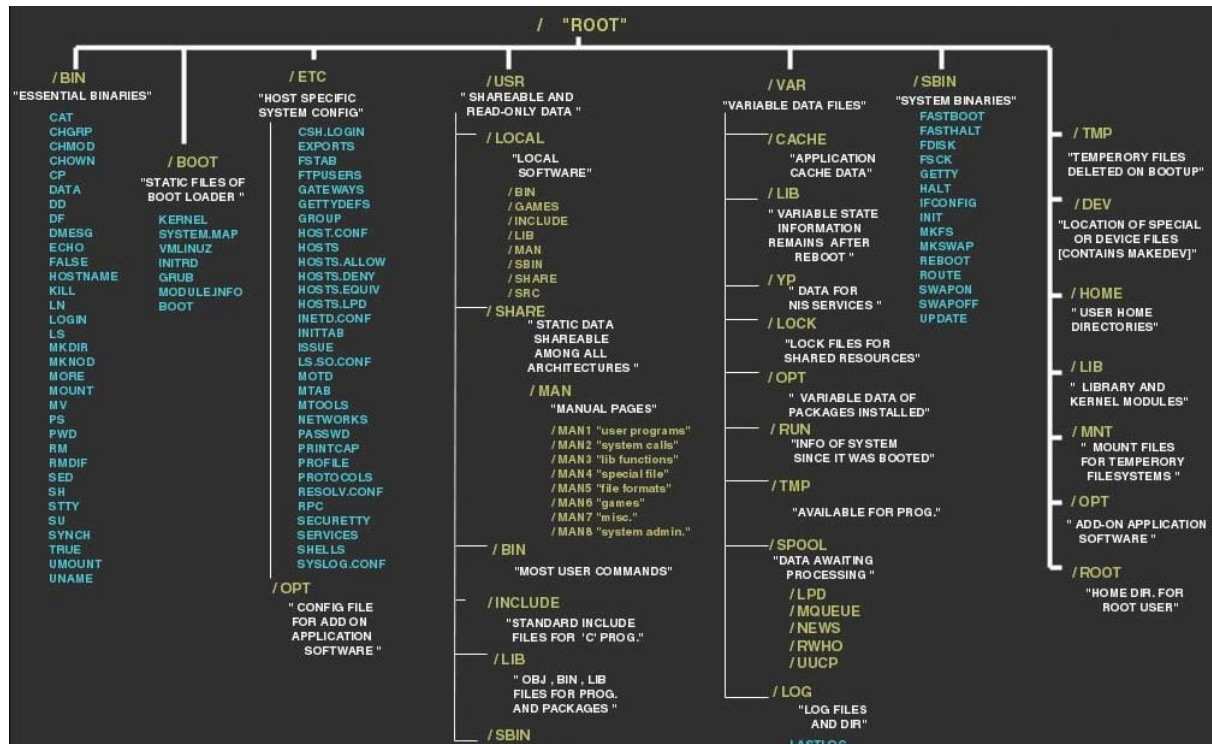 / "ROOT"
/BIN
"ESSENTIAL BINARIES"
CAT
CHGRP
CHMOD
CHOWN
CP
DATA
DD
DF
DMESG
ECHO
FALSE
HOSTNAME
KILL
LN
LOGIN
LS
MKDIR
MKNOD
MORE
MOUNT
MV
PS
PWD
RM
RMDIF
SED
SH
STTY
SU
SYNCH
TRUE
UMOUNT
UNAME
/BOOT
"STATIC FILES OF
BOOT LOADER "
KERNEL
SYSTEM.MAP
VMLINUZ
INITRD
GRUB
MODULE.INFO
BOOT
/ETC
"HOST SPECIFIC
SYSTEM CONFIG"
CSH.LOGIN
EXPORTS
FSTAB
FTPUSERS
GATEWAYS
GETTYDEFS
GROUP
HOST.CONF
HOSTS
HOSTS.ALLOW
HOSTS.DENY
HOSTS.EQUIV
HOSTS.LPD
INETD.CONF
INITTAB
ISSUE
LS.SO.CONF
MOTD
MTAB
MTOOLS
NETWORKS
PASSWD
PRINTCAP
PROFILE
PROTOCOLS
RESOLV.CONF
RPC
SECURETTY
SERVICES
SHELLS
SYSLOG.CONF
/OPT
" CONFIG FILE
FOR ADD ON
APPLICATION
SOFTWARE "
/USR
" SHAREABLE AND
READ-ONLY DATA "
/LOCAL
"LOCAL
SOFTWARE"
/BIN
/GAMES
/INCLUDE
/LIB
/MAN
/SBIN
/SHARE
/SRC
/SHARE
" STATIC DATA
SHAREABLE
AMONG ALL
ARCHITECTURES "
/MAN
"MANUAL PAGES"
/MAN1 "user programs"
/MAN2 "system calls"
/MAN3 "lib functions"
/MAN4 "special file"
/MAN5 "file formats"
/MAN6 "games"
/MAN7 "misc."
/MAN8 "system admin."
/BIN
"MOST USER COMMANDS"
/INCLUDE
"STANDARD INCLUDE
FILES FOR 'C' PROG."
/LIB
" OBJ , BIN , LIB
FILES FOR PROG.
AND PACKAGES "
/SBIN
/VAR
"VARIABLE DATA FILES"
/CACHE
"APPLICATION
CACHE DATA"
/LIB
" VARIABLE STATE
INFORMATION
REMAINS AFTER
REBOOT "
/YP
" DATA FOR
NIS SERVICES "
/LOCK
"LOCK FILES FOR
SHARED RESOURCES"
/OPT
" VARIABLE DATA OF
PACKAGES INSTALLED"
/RUN
"INFO OF SYSTEM
SINCE IT WAS BOOTED"
/TMP
"AVAILABLE FOR PROG."
/SPOOL
"DATA AWAITING
PROCESSING "
/LPD
/MQUEUE
/NEWS
/RWHO
/UUCP
/LOG
"LOG FILES
AND DIR"
LASTLOG
/SBIN
"SYSTEM BINARIES"
FASTBOOT
FASTHALT
FDISK
FSCK
GETTY
HALT
IFCONFIG
INIT
MKFS
MKSWAP
REBOOT
ROUTE
SWAPON
SWAPOFF
UPDATE
/TMP
"TEMPERORY FILES
DELETED ON BOOTUP"
/DEV
"LOCATION OF SPECIAL
OR DEVICE FILES
[CONTAINS MAKEDEV]"
/HOME
" USER HOME
DIRECTORIES"
/LIB
" LIBRARY AND
KERNEL MODULES"
/MNT
" MOUNT FILES
FOR TEMPERORY
FILESYSTEMS "
/OPT
" ADD-ON APPLICATION
SOFTWARE "
/ROOT
"HOME DIR. FOR
ROOT USER"